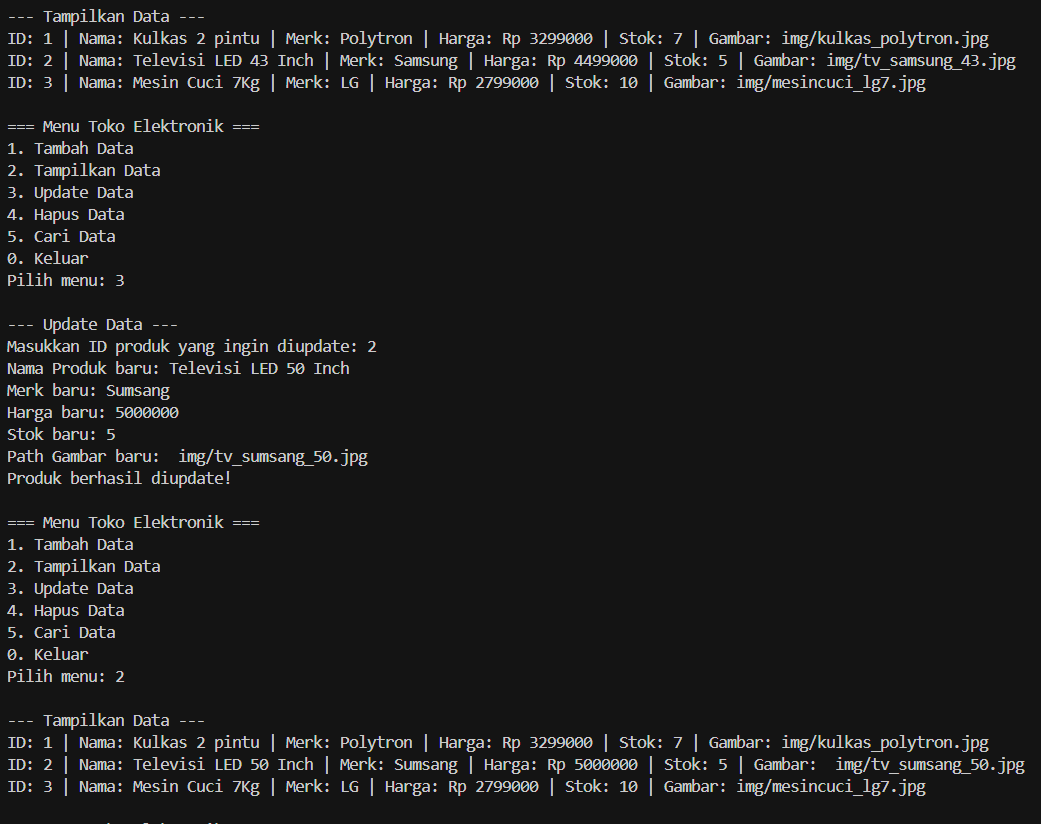 --- Tampilkan Data ---
ID: 1 | Nama: Kulkas 2 pintu | Merk: Polytron | Harga: Rp 3299000 | Stok: 7 | Gambar: img/kulkas_polytron.jpg
ID: 2 | Nama: Televisi LED 43 Inch | Merk: Samsung | Harga: Rp 4499000 | Stok: 5 | Gambar: img/tv_samsung_43.jpg
ID: 3 | Nama: Mesin Cuci 7Kg | Merk: LG | Harga: Rp 2799000 | Stok: 10 | Gambar: img/mesincuci_lg7.jpg

=== Menu Toko Elektronik ===
1. Tambah Data
2. Tampilkan Data
3. Update Data
4. Hapus Data
5. Cari Data
0. Keluar
Pilih menu: 3

--- Update Data ---
Masukkan ID produk yang ingin diupdate: 2
Nama Produk baru: Televisi LED 50 Inch
Merk baru: Sumsang
Harga baru: 5000000
Stok baru: 5
Path Gambar baru:  img/tv_sumsang_50.jpg
Produk berhasil diupdate!

=== Menu Toko Elektronik ===
1. Tambah Data
2. Tampilkan Data
3. Update Data
4. Hapus Data
5. Cari Data
0. Keluar
Pilih menu: 2

--- Tampilkan Data ---
ID: 1 | Nama: Kulkas 2 pintu | Merk: Polytron | Harga: Rp 3299000 | Stok: 7 | Gambar: img/kulkas_polytron.jpg
ID: 2 | Nama: Televisi LED 50 Inch | Merk: Sumsang | Harga: Rp 5000000 | Stok: 5 | Gambar:  img/tv_sumsang_50.jpg
ID: 3 | Nama: Mesin Cuci 7Kg | Merk: LG | Harga: Rp 2799000 | Stok: 10 | Gambar: img/mesincuci_lg7.jpg